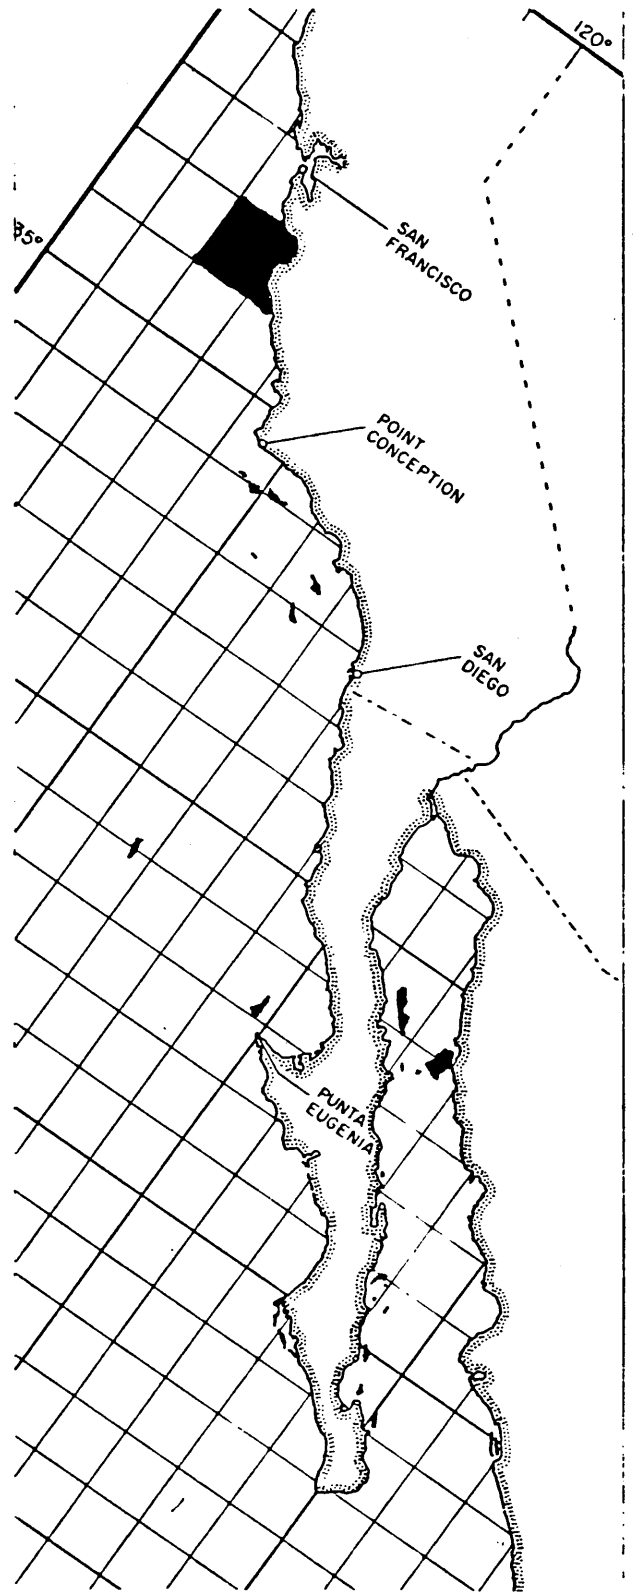 120°
35°
SAN
FRANCISCO
POINT
CONCEPTION
SAN
DIEGO
PUNTA
EUGENIA